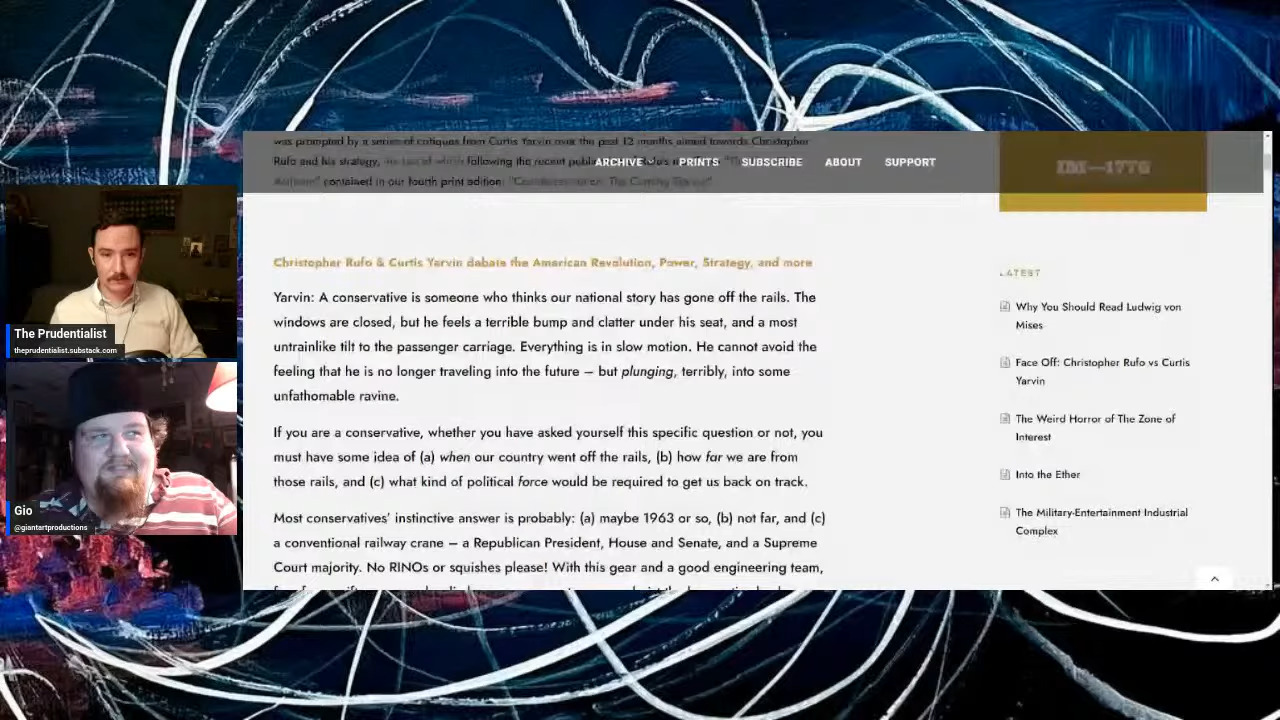 was prompted by a series of critiques from Curtis Yarvin over the past 12 months aimed towards Christopher
Rufo and his strategy, the last of which following the recent
contained in our fourth print edition
ARCHIVE
PRINTS
SUBSCRIBE
ABOUT
SUPPORT
IM—1776
Christopher Rufo & Curtis Yarvin debate the American Revolution, Power, Strategy, and more
Yarvin: A conservative is someone who thinks our national story has gone off the rails. The
windows are closed, but he feels a terrible bump and clatter under his seat, and a most
untrainlike tilt to the passenger carriage. Everything is in slow motion. He cannot avoid the
feeling that he is no longer traveling into the future – but plunging, terribly, into some
unfathomable ravine.
If you are a conservative, whether you have asked yourself this specific question or not, you
must have some idea of (a) when our country went off the rails, (b) how far we are from
those rails, and (c) what kind of political force would be required to get us back on track.
Most conservatives' instinctive answer is probably: (a) maybe 1963 or so, (b) not far, and (c)
a conventional railway crane – a Republican President, House and Senate, and a Supreme
Court majority. No RINOs or squishes please! With this gear and a good engineering team,
LATEST
Why You Should Read Ludwig von
Mises
Face Off: Christopher Rufo vs Curtis
Yarvin
The Weird Horror of The Zone of
Interest
Into the Ether
The Military-Entertainment Industrial
Complex
The Prudentialist
theprudentialist.substack.com
Gio
@giantartproductions